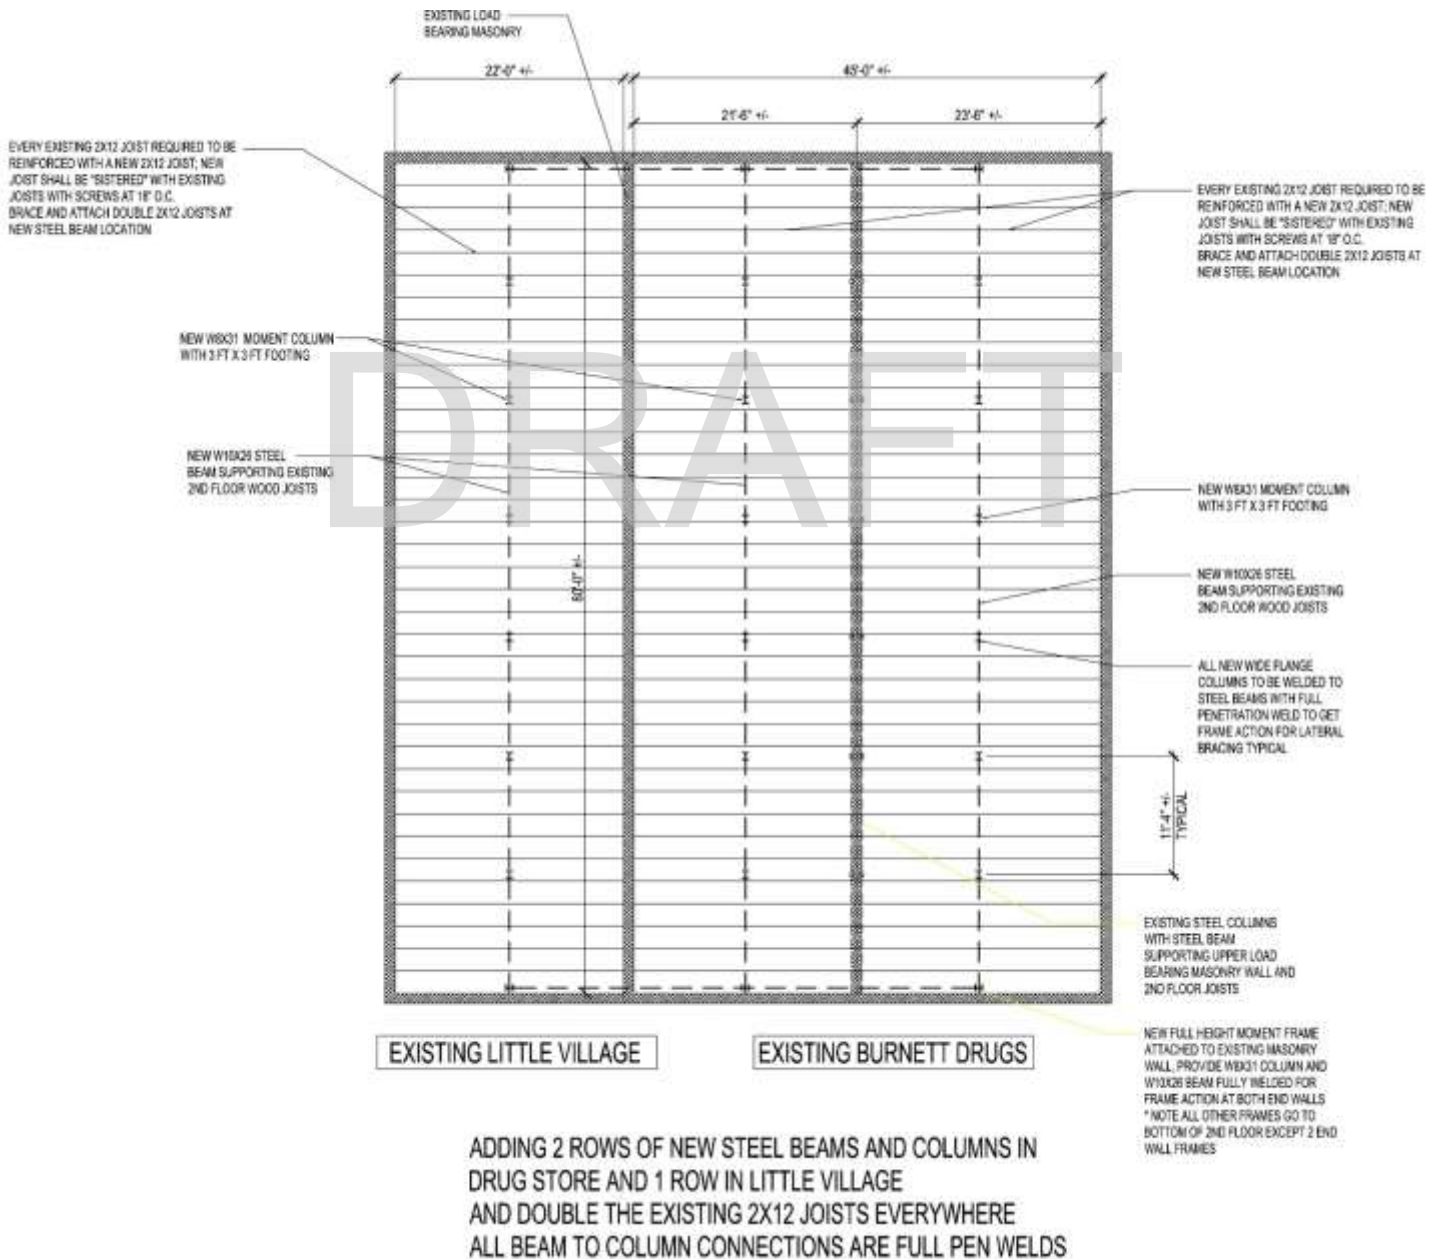 EXISTING LOAD
BEARING MASONRY
22'-0" +/-
45'-0" +/-
21'-6" +/-
23'-6" +/-
EVERY EXISTING 2X12 JOIST REQUIRED TO BE
REINFORCED WITH A NEW 2X12 JOIST; NEW
JOIST SHALL BE "SISTERED" WITH EXISTING
JOISTS WITH SCREWS AT 18" O.C.
BRACE AND ATTACH DOUBLE 2X12 JOISTS AT
NEW STEEL BEAM LOCATION
EVERY EXISTING 2X12 JOIST REQUIRED TO BE
REINFORCED WITH A NEW 2X12 JOIST; NEW
JOIST SHALL BE "SISTERED" WITH EXISTING
JOISTS WITH SCREWS AT 18" O.C.
BRACE AND ATTACH DOUBLE 2X12 JOISTS AT
NEW STEEL BEAM LOCATION
NEW W8X31 MOMENT COLUMN
WITH 3 FT X 3 FT FOOTING
DRAFT
NEW W10X26 STEEL
BEAM SUPPORTING EXISTING
2ND FLOOR WOOD JOISTS
NEW W8X31 MOMENT COLUMN
WITH 3 FT X 3 FT FOOTING
60'-0" +/-
NEW W10X26 STEEL
BEAM SUPPORTING EXISTING
2ND FLOOR WOOD JOISTS
ALL NEW WIDE FLANGE
COLUMNS TO BE WELDED TO
STEEL BEAMS WITH FULL
PENETRATION WELD TO GET
FRAME ACTION FOR LATERAL
BRACING TYPICAL
11'-4" +/-
TYPICAL
EXISTING STEEL COLUMNS
WITH STEEL BEAM
SUPPORTING UPPER LOAD
BEARING MASONRY WALL AND
2ND FLOOR JOISTS
NEW FULL HEIGHT MOMENT FRAME
ATTACHED TO EXISTING MASONRY
WALL, PROVIDE W8X31 COLUMN AND
W10X26 BEAM FULLY WELDED FOR
FRAME ACTION AT BOTH END WALLS
* NOTE ALL OTHER FRAMES GO TO
BOTTOM OF 2ND FLOOR EXCEPT 2 END
WALL FRAMES
EXISTING LITTLE VILLAGE
EXISTING BURNETT DRUGS
ADDING 2 ROWS OF NEW STEEL BEAMS AND COLUMNS IN
DRUG STORE AND 1 ROW IN LITTLE VILLAGE
AND DOUBLE THE EXISTING 2X12 JOISTS EVERYWHERE
ALL BEAM TO COLUMN CONNECTIONS ARE FULL PEN WELDS